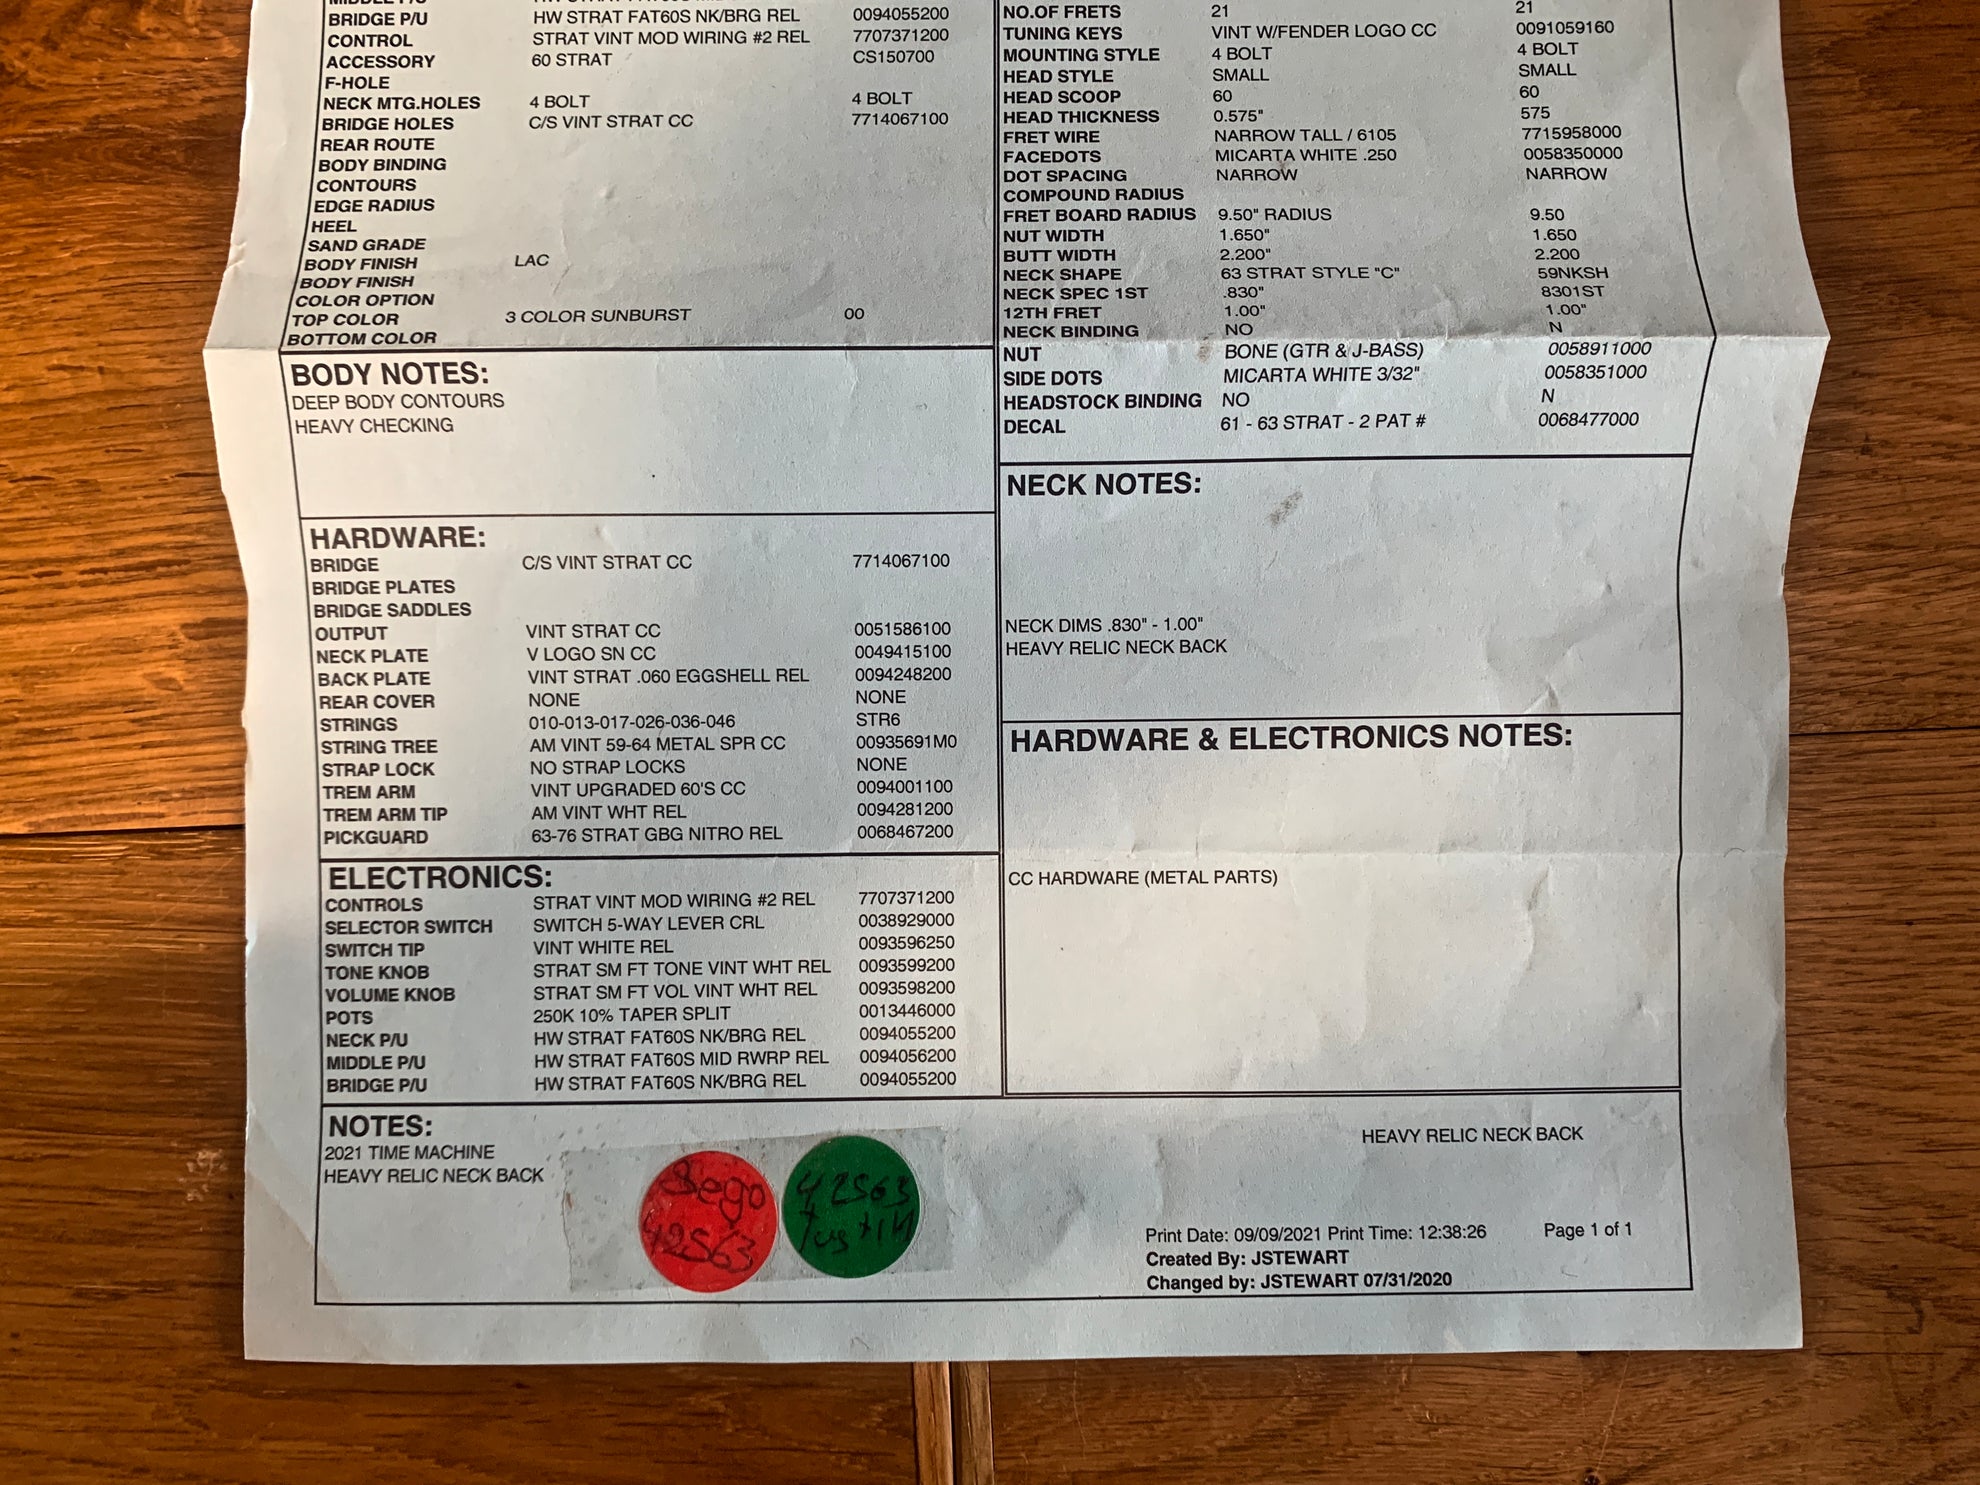 BRIDGE P/U HW STRAT FAT60S NK/BRG REL 0094055200
CONTROL STRAT VINT MOD WIRING #2 REL 7707371200
ACCESSORY 60 STRAT CS150700
F-HOLE
NECK MTG.HOLES 4 BOLT 4 BOLT
BRIDGE HOLES C/S VINT STRAT CC 7714067100
REAR ROUTE
BODY BINDING
CONTOURS
EDGE RADIUS
HEEL
SAND GRADE
BODY FINISH LAC
BODY FINISH
COLOR OPTION
TOP COLOR 3 COLOR SUNBURST 00
BOTTOM COLOR
BODY NOTES:
DEEP BODY CONTOURS
HEAVY CHECKING
HARDWARE:
BRIDGE C/S VINT STRAT CC 7714067100
BRIDGE PLATES
BRIDGE SADDLES
OUTPUT VINT STRAT CC 0051586100
NECK PLATE V LOGO SN CC 0049415100
BACK PLATE VINT STRAT .060 EGGSHELL REL 0094248200
REAR COVER NONE NONE
STRINGS 010-013-017-026-036-046 STR6
STRING TREE AM VINT 59-64 METAL SPR CC 00935691M0
STRAP LOCK NO STRAP LOCKS NONE
TREM ARM VINT UPGRADED 60'S CC 0094001100
TREM ARM TIP AM VINT WHT REL 0094281200
PICKGUARD 63-76 STRAT GBG NITRO REL 0068467200
ELECTRONICS:
CONTROLS STRAT VINT MOD WIRING #2 REL 7707371200
SELECTOR SWITCH SWITCH 5-WAY LEVER CRL 0038929000
SWITCH TIP VINT WHITE REL 0093596250
TONE KNOB STRAT SM FT TONE VINT WHT REL 0093599200
VOLUME KNOB STRAT SM FT VOL VINT WHT REL 0093598200
POTS 250K 10% TAPER SPLIT 0013446000
NECK P/U HW STRAT FAT60S NK/BRG REL 0094055200
MIDDLE P/U HW STRAT FAT60S MID RWRP REL 0094056200
BRIDGE P/U HW STRAT FAT60S NK/BRG REL 0094055200
NO.OF FRETS 21 21
TUNING KEYS VINT W/FENDER LOGO CC 0091059160
MOUNTING STYLE 4 BOLT 4 BOLT
HEAD STYLE SMALL SMALL
HEAD SCOOP 60 60
HEAD THICKNESS 0.575" 575
FRET WIRE NARROW TALL / 6105 7715958000
FACEDOTS MICARTA WHITE .250 0058350000
DOT SPACING NARROW NARROW
COMPOUND RADIUS
FRET BOARD RADIUS 9.50" RADIUS 9.50
NUT WIDTH 1.650" 1.650
BUTT WIDTH 2.200" 2.200
NECK SHAPE 63 STRAT STYLE "C" 59NKSH
NECK SPEC 1ST .830" 8301ST
12TH FRET 1.00" 1.00"
NECK BINDING NO N
NUT BONE (GTR & J-BASS) 0058911000
SIDE DOTS MICARTA WHITE 3/32" 0058351000
HEADSTOCK BINDING NO N
DECAL 61 - 63 STRAT - 2 PAT # 0068477000
NECK NOTES:
NECK DIMS .830" - 1.00"
HEAVY RELIC NECK BACK
HARDWARE & ELECTRONICS NOTES:
CC HARDWARE (METAL PARTS)
NOTES:
2021 TIME MACHINE
HEAVY RELIC NECK BACK
42563
42563
HEAVY RELIC NECK BACK
Print Date: 09/09/2021 Print Time: 12:38:26 Page 1 of 1
Created By: JSTEWART
Changed by: JSTEWART 07/31/2020